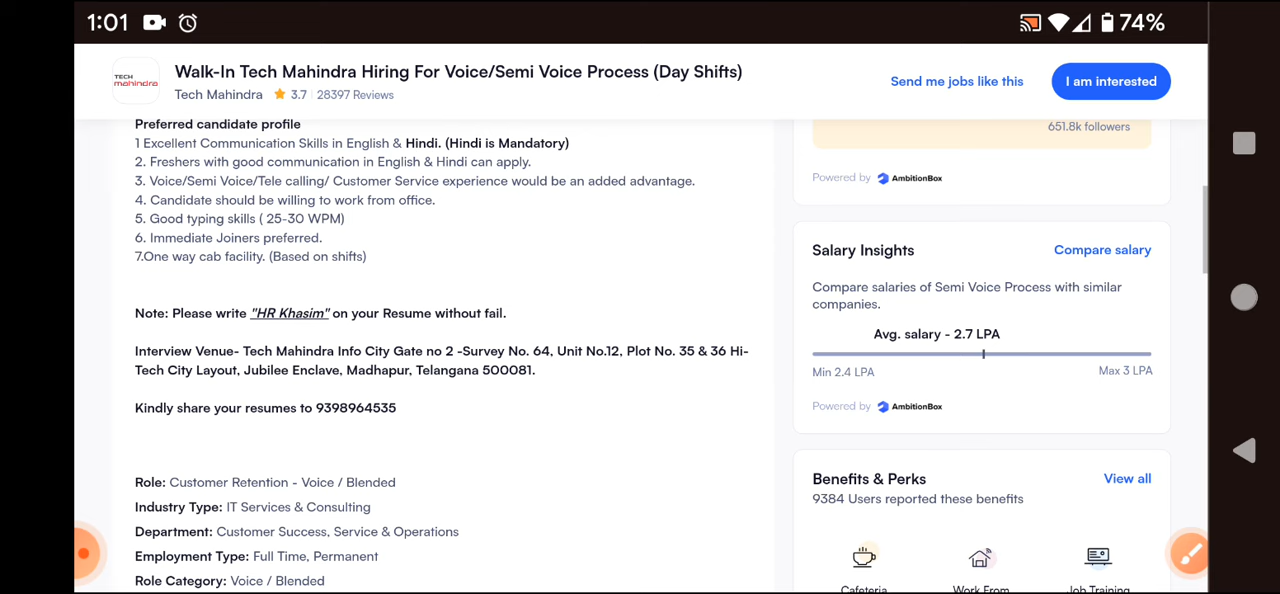 1:01
74%
TECH
mahindra
Walk-In Tech Mahindra Hiring For Voice/Semi Voice Process (Day Shifts)
Tech Mahindra 3.7 | 28397 Reviews
Send me jobs like this
I am interested
Preferred candidate profile
1 Excellent Communication Skills in English & Hindi. (Hindi is Mandatory)
2. Freshers with good communication in English & Hindi can apply.
3. Voice/Semi Voice/Tele calling/ Customer Service experience would be an added advantage.
4. Candidate should be willing to work from office.
5. Good typing skills ( 25-30 WPM)
6. Immediate Joiners preferred.
7.One way cab facility. (Based on shifts)
Note: Please write "HR Khasim" on your Resume without fail.
Interview Venue- Tech Mahindra Info City Gate no 2 -Survey No. 64, Unit No.12, Plot No. 35 & 36 Hi-
Tech City Layout, Jubilee Enclave, Madhapur, Telangana 500081.
Kindly share your resumes to 9398964535
Role: Customer Retention - Voice / Blended
Industry Type: IT Services & Consulting
Department: Customer Success, Service & Operations
Employment Type: Full Time, Permanent
Role Category: Voice / Blended
651.8k followers
Powered by AmbitionBox
Salary Insights
Compare salary
Compare salaries of Semi Voice Process with similar
companies.
Avg. salary - 2.7 LPA
Min 2.4 LPA
Max 3 LPA
Powered by AmbitionBox
Benefits & Perks
View all
9384 Users reported these benefits
Cafeteria
Work From
Job Training